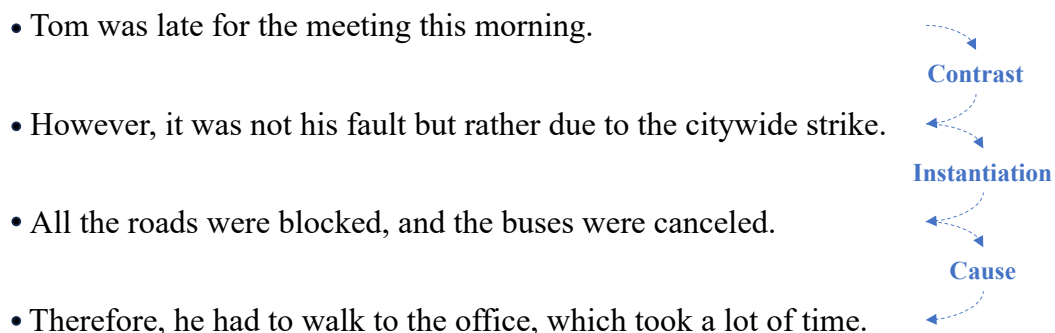 • Tom was late for the meeting this morning.
Contrast
• However, it was not his fault but rather due to the citywide strike.
Instantiation
• All the roads were blocked, and the buses were canceled.
Cause
• Therefore, he had to walk to the office, which took a lot of time.